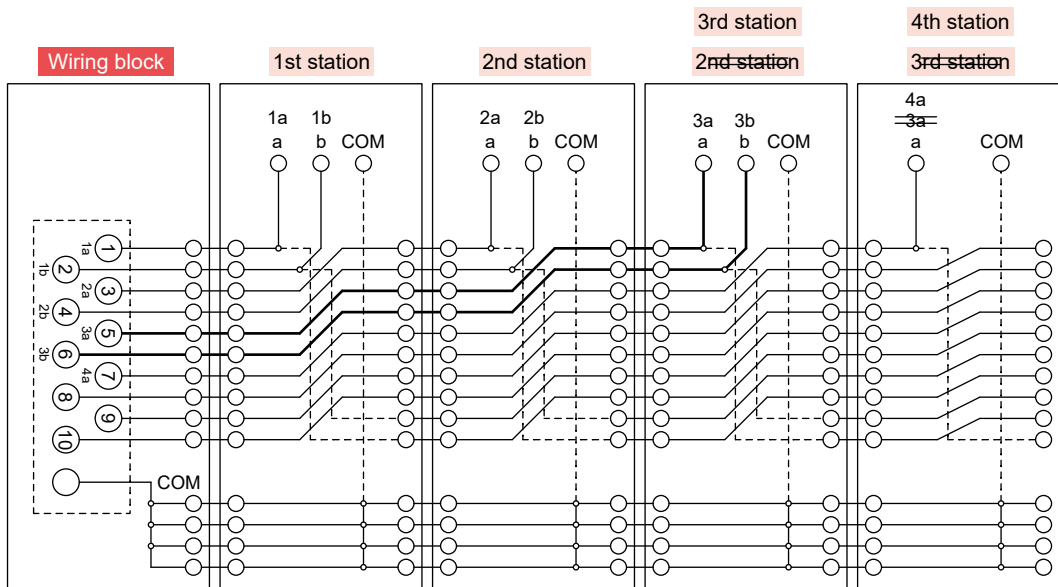 3rd station
4th station
Wiring block
1st station
2nd station
2nd station
3rd station
4a
1a
1b
2a
2b
3a
3b
3a
a
b
COM
a
b
COM
a
b
COM
a
COM
1a
1
1b
2
2a
3
2b
4
3a
5
3b
6
4a
7
8
9
10
COM